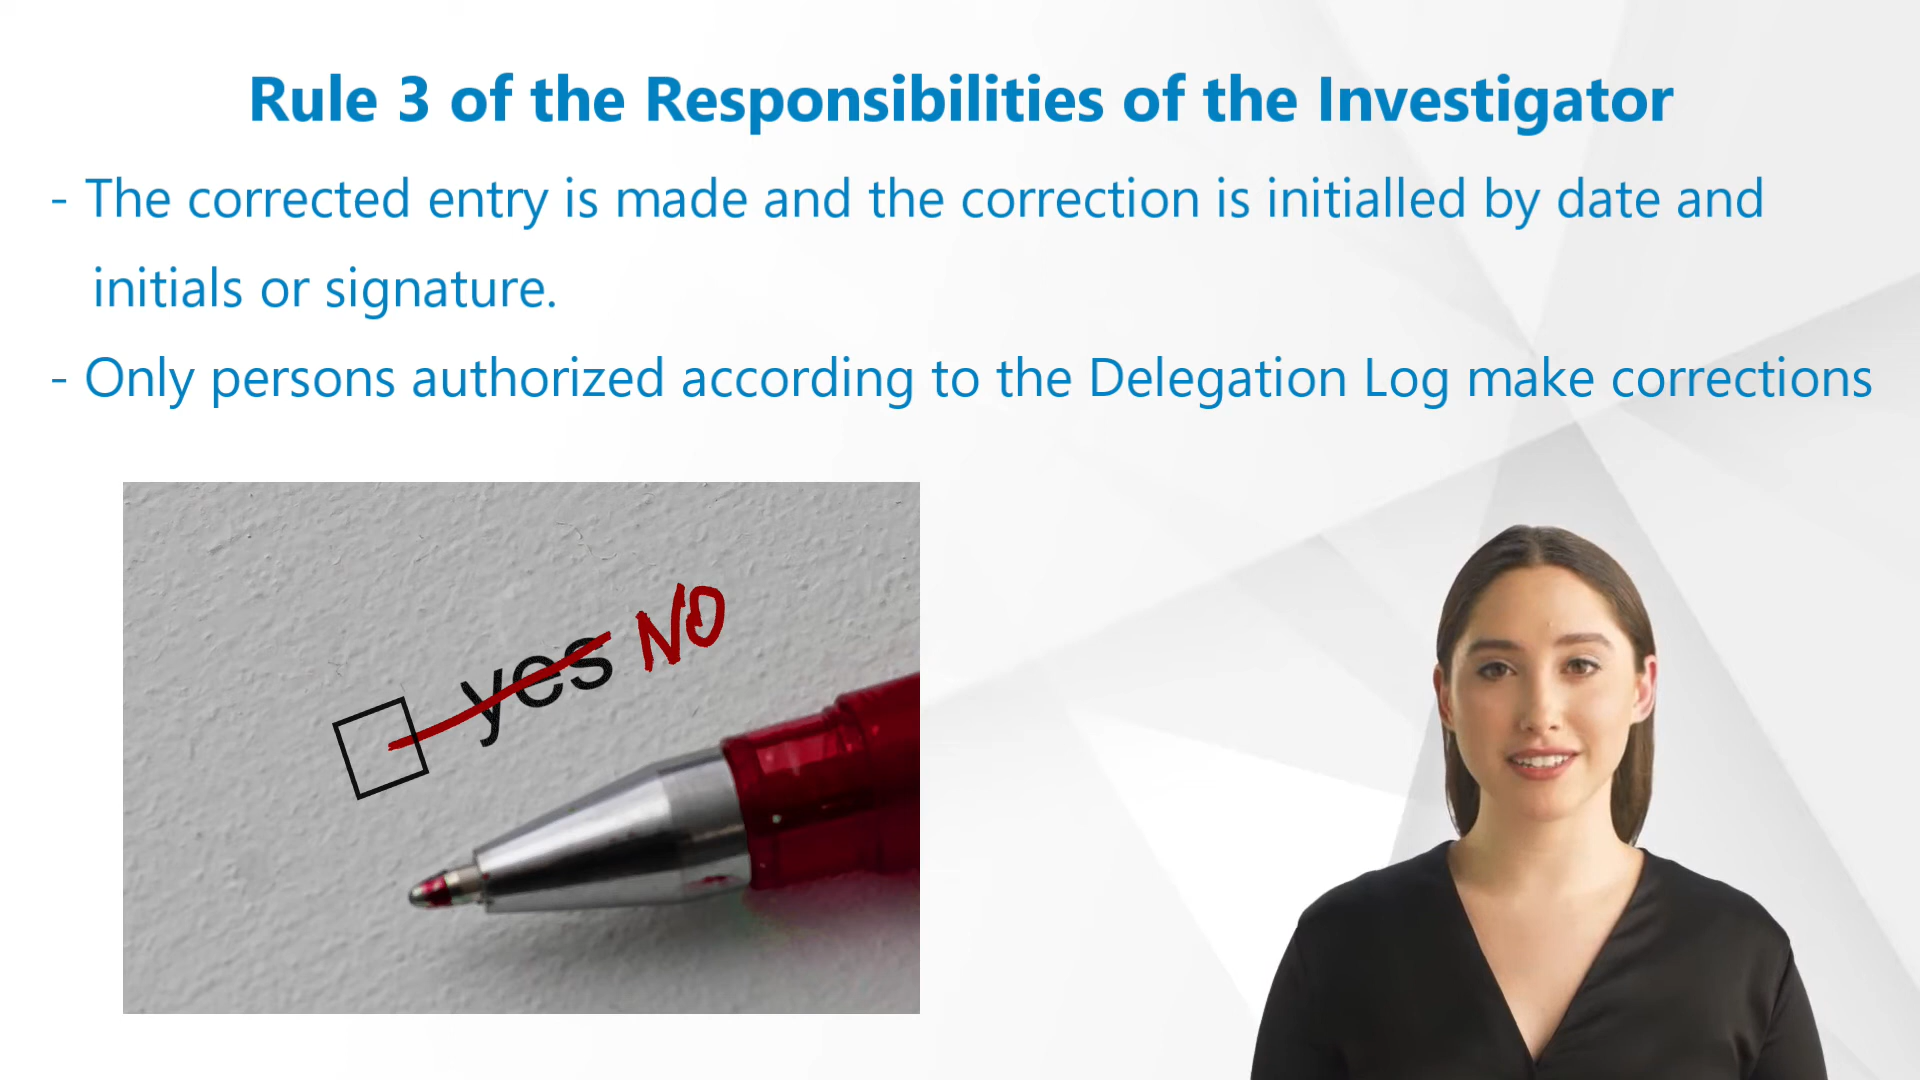 Rule 3 of the Responsibilities of the Investigator
- The corrected entry is made and the correction is initialled by date and
initials or signature.
- Only persons authorized according to the Delegation Log make corrections
yes NO